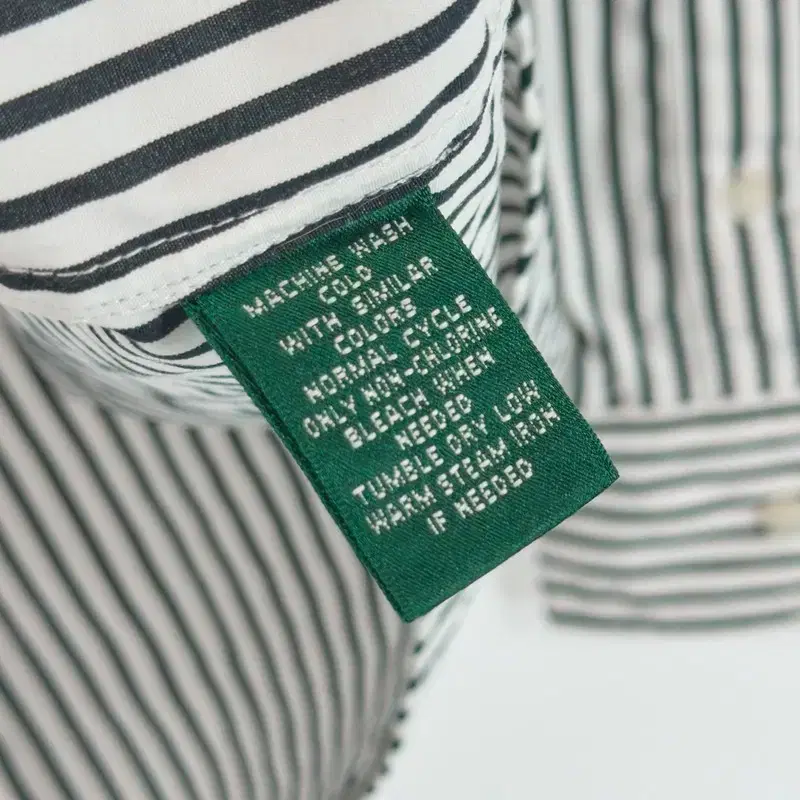 MACHINE WASH
COLD
WITH SIMILAR
COLORS
NORMAL CYCLE
ONLY NON-CHLORINE
BLEACH WHEN
NEEDED
TUMBLE DRY LOW
WARM STEAM IRON
IF NEEDED